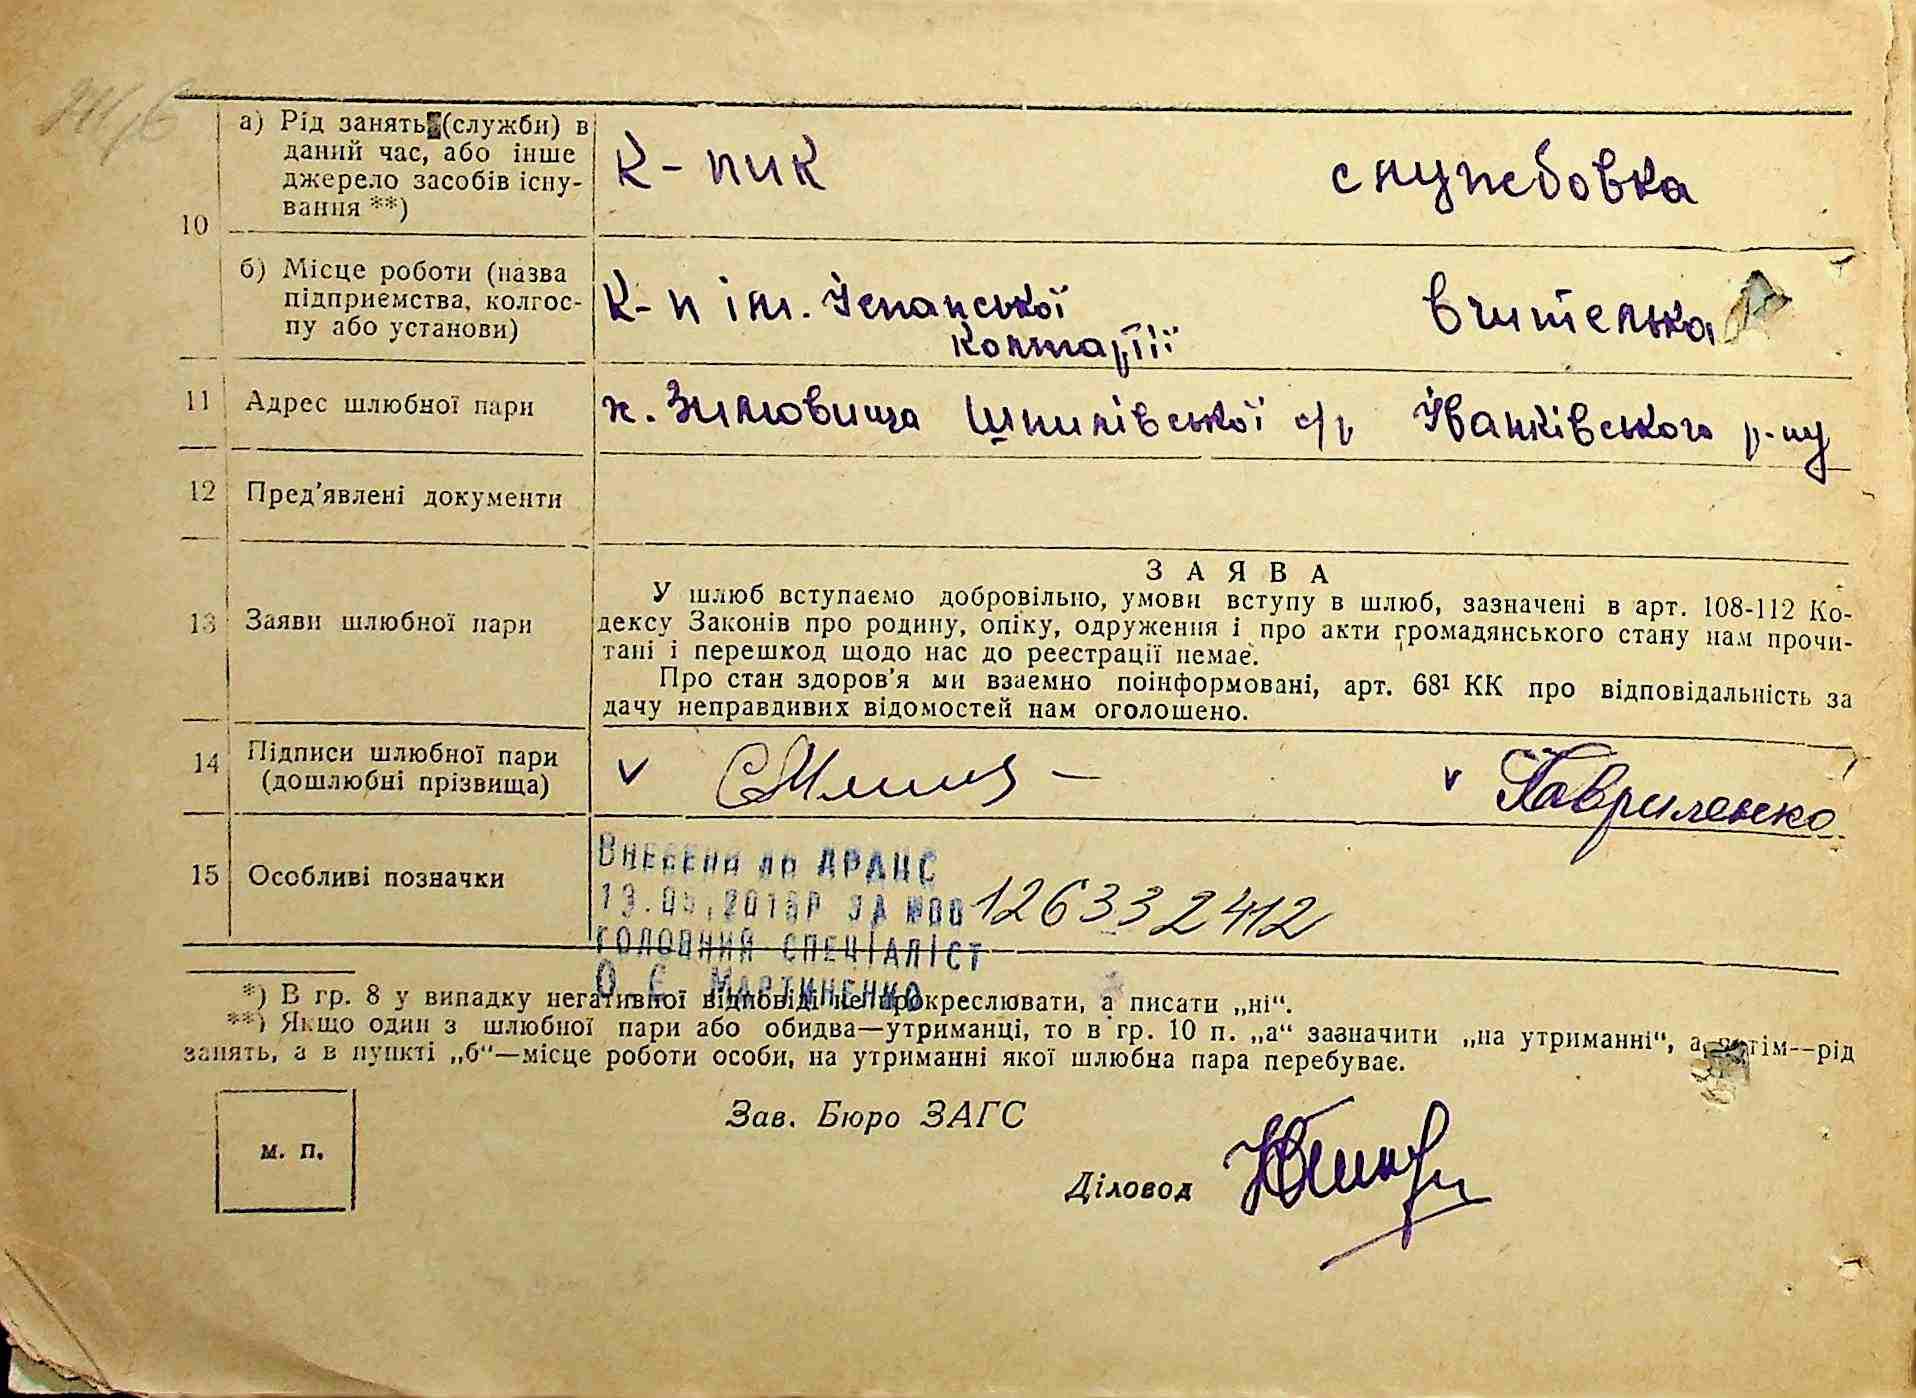 а) Рід занять (служби) в
даний час, або інше
джерело засобів існу-
вання **)
К-ник службовка
10
б) Місце роботи (назва
підприємства, колгос-
пу або установи)
К-п ім. Іспанської вчителька
Компартії
11 Адрес шлюбної пари х. Зимовища Шпилівської с/р Іванківського р-ну
12 Пред'явлені документи
13 Заяви шлюбної пари
ЗАЯВА
У шлюб вступаємо добровільно, умови вступу в шлюб, зазначені в арт. 108-112 Ко-
дексу Законів про родину, опіку, одруження і про акти громадянського стану нам прочи-
тані і перешкод щодо нас до реєстрації немає.
Про стан здоров'я ми взаємно поінформовані, арт. 68¹ КК про відповідальність за
дачу неправдивих відомостей нам оголошено.
14 Підписи шлюбної пари
(дошлюбні прізвища)
v v Гавриленко
15 Особливі позначки
Внесено до ДРАЦС
за №00 126332412
головний спеціаліст
О.Є. Мартиненко
*) В гр. 8 у випадку негативної відповіді не прокреслювати, а писати „ні“.
**) Якщо один з шлюбної пари або обидва—утриманці, то в гр. 10 п. „а“ зазначити „на утриманні“, а потім—рід
занять, а в пункті „б“—місце роботи особи, на утриманні якої шлюбна пара перебуває.
Зав. Бюро ЗАГС
м. п.
Діловод